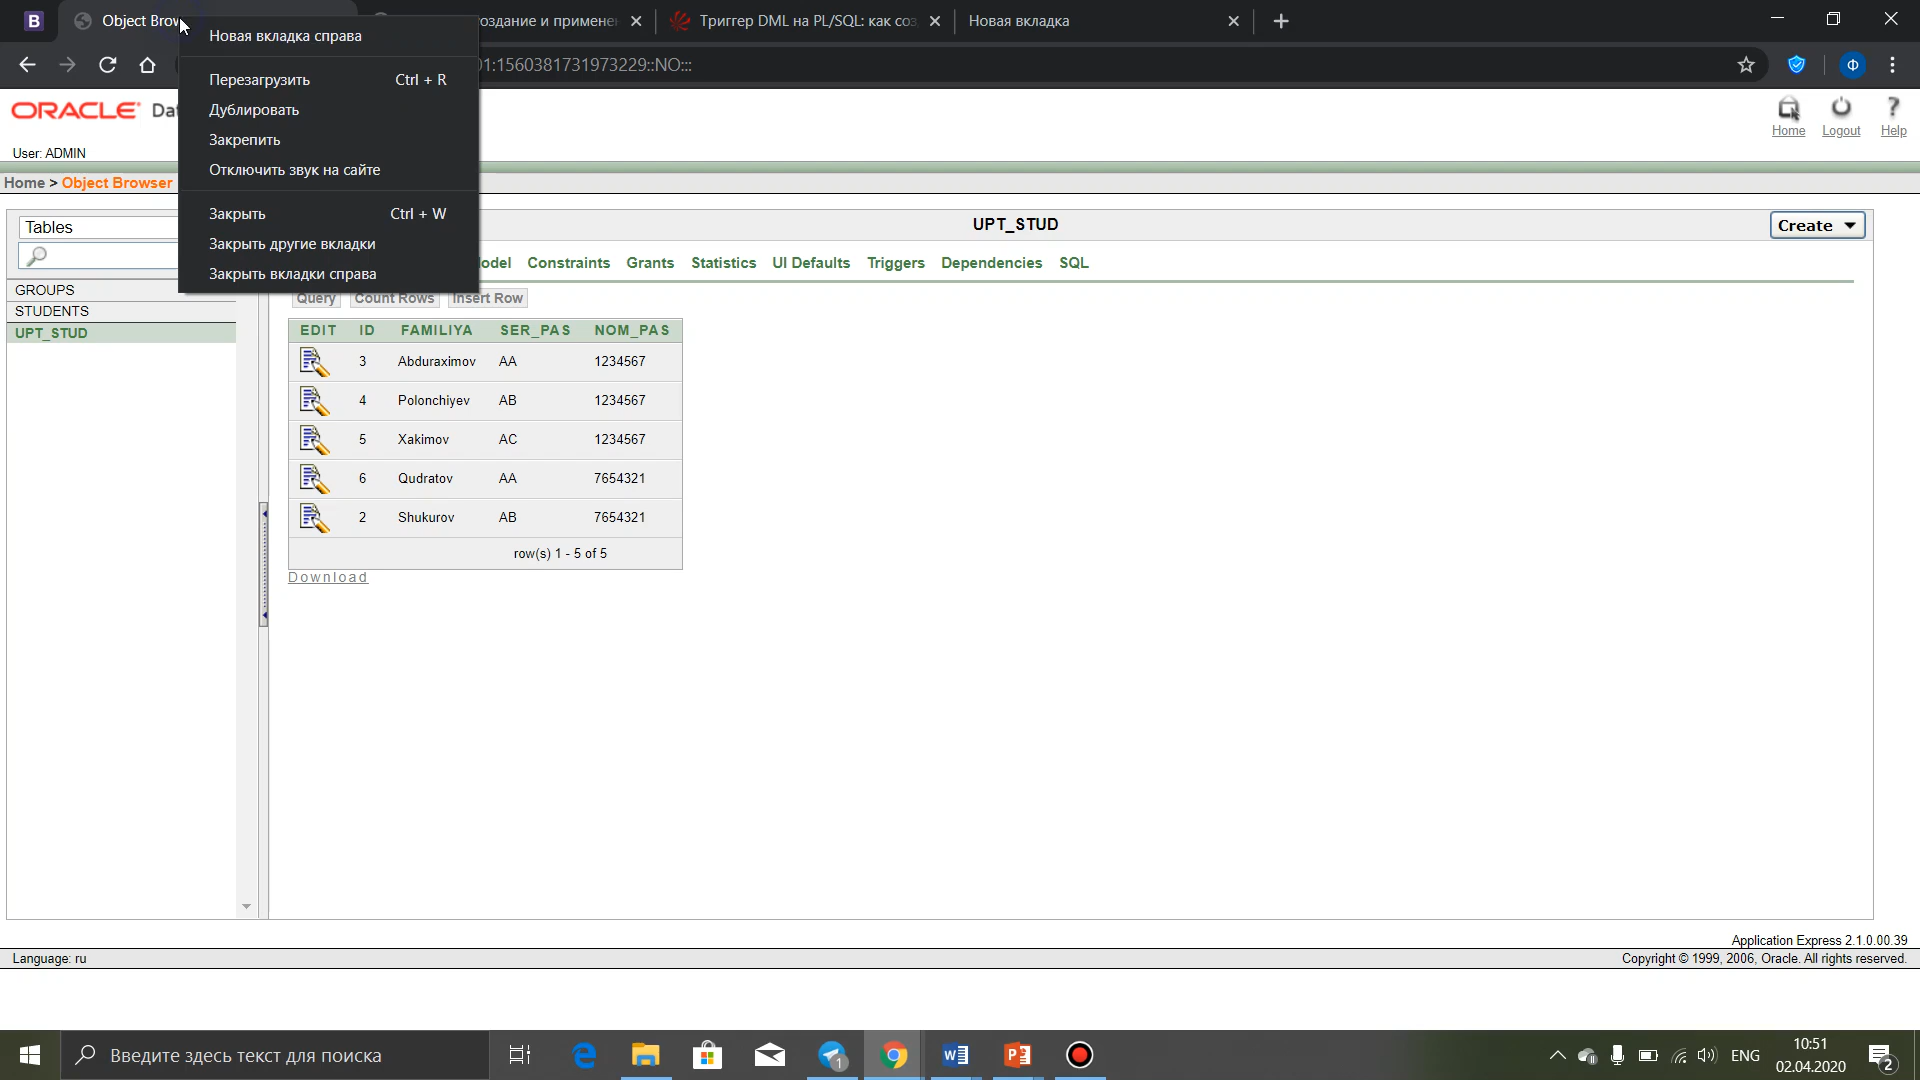 B
Object Brow
оздание и применен
Триггер DML на PL/SQL: как соз
Новая вкладка
Новая вкладка справа
Перезагрузить Ctrl + R
Дублировать
Закрепить
Отключить звук на сайте
Закрыть Ctrl + W
Закрыть другие вкладки
Закрыть вкладки справа
01:1560381731973229::NO:::
Ф
ORACLE Dat
Home
Logout
Help
User: ADMIN
Home > Object Browser
Tables
GROUPS
STUDENTS
UPT_STUD
UPT_STUD
Create
odel Constraints Grants Statistics UI Defaults Triggers Dependencies SQL
Query Count Rows Insert Row
EDIT ID FAMILIYA SER_PAS NOM_PAS
3 Abduraximov AA 1234567
4 Polonchiyev AB 1234567
5 Xakimov AC 1234567
6 Qudratov AA 7654321
2 Shukurov AB 7654321
row(s) 1 - 5 of 5
Download
Application Express 2.1.0.00.39
Language: ru
Copyright © 1999, 2006, Oracle. All rights reserved.
Введите здесь текст для поиска
1
ENG
10:51
02.04.2020
2